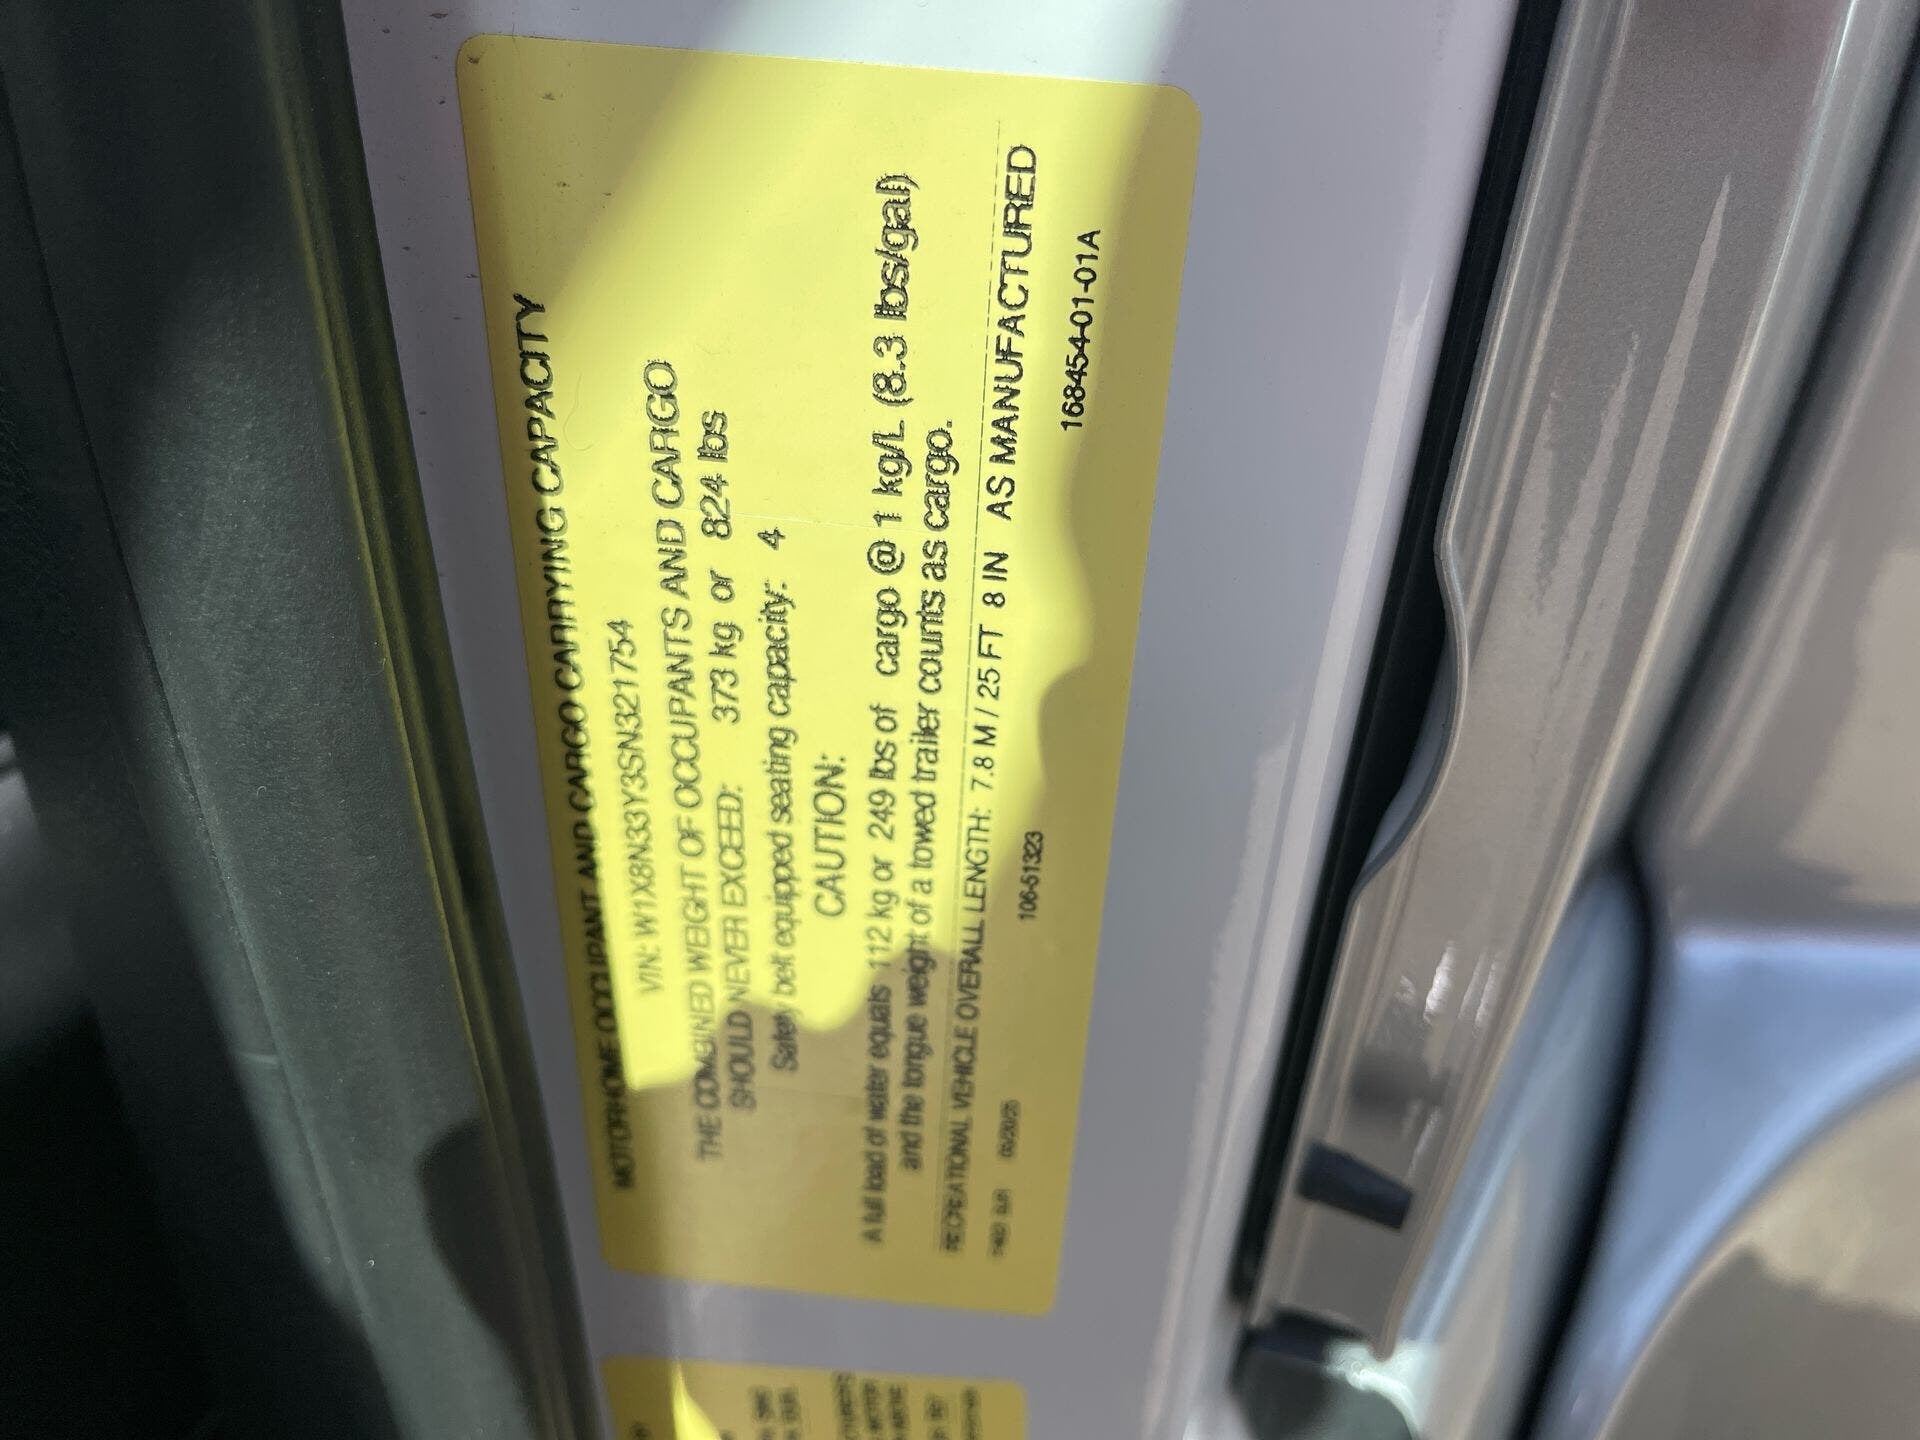 MOTORHOME OCCUPANT AND CARGO CARRYING CAPACITY
VIN: W1X8N33Y3SN321754
THE COMBINED WEIGHT OF OCCUPANTS AND CARGO
SHOULD NEVER EXCEED: 373 kg or 824 lbs
Safety belt equipped seating capacity: 4
CAUTION:
A full load of water equals 112 kg or 249 lbs of cargo @ 1 kg/L (8.3 lbs/gal)
and the tongue weight of a towed trailer counts as cargo.
RECREATIONAL VEHICLE OVERALL LENGTH: 7.8 M / 25 FT 8 IN AS MANUFACTURED
106-51323
168454-01-01A